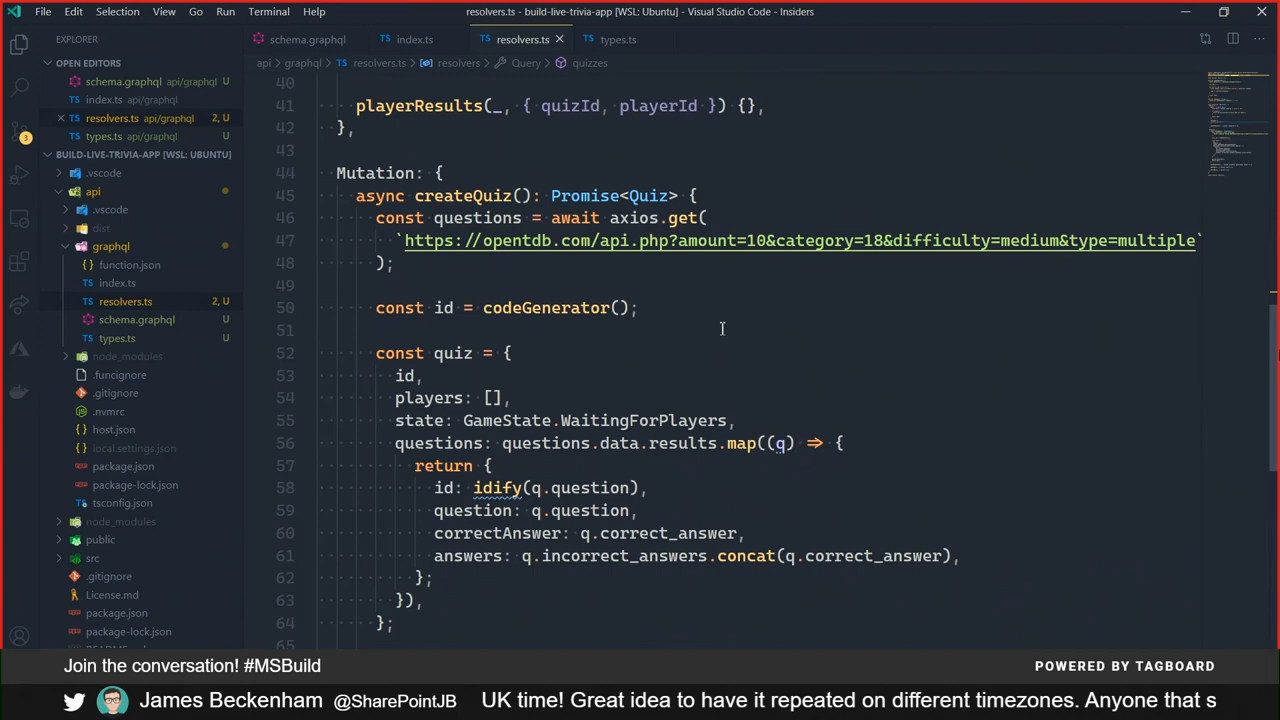 File Edit Selection View Go Run Terminal Help
resolvers.ts - build-live-trivia-app [WSL: Ubuntu] - Visual Studio Code - Insiders
EXPLORER
OPEN EDITORS
schema.graphql api/graphql U
index.ts api/graphql U
resolvers.ts api/graphql 2, U
types.ts api/graphql U
BUILD-LIVE-TRIVIA-APP [WSL: UBUNTU]
.vscode
api
.vscode
dist
graphql
function.json U
index.ts U
resolvers.ts 2, U
schema.graphql U
types.ts U
node_modules
.funcignore
.gitignore
.nvmrc
host.json
local.settings.json
package.json
package-lock.json
tsconfig.json
node_modules
public
src
.gitignore
License.md
package.json
package-lock.json
3
schema.graphql TS index.ts TS resolvers.ts TS types.ts
api > graphql > TS resolvers.ts > resolvers > Query > quizzes
40
41 playerResults(_, { quizId, playerId }) {},
42 },
43
44 Mutation: {
45 async createQuiz(): Promise<Quiz> {
46 const questions = await axios.get(
47 `https://opentdb.com/api.php?amount=10&category=18&difficulty=medium&type=multiple`
48 );
49
50 const id = codeGenerator();
51
52 const quiz = {
53 id,
54 players: [],
55 state: GameState.WaitingForPlayers,
56 questions: questions.data.results.map((q) => {
57 return {
58 id: idify(q.question),
59 question: q.question,
60 correctAnswer: q.correct_answer,
61 answers: q.incorrect_answers.concat(q.correct_answer),
62 };
63 }),
64 };
65
Join the conversation! #MSBuild
POWERED BY TAGBOARD
James Beckenham @SharePointJB UK time! Great idea to have it repeated on different timezones. Anyone that s